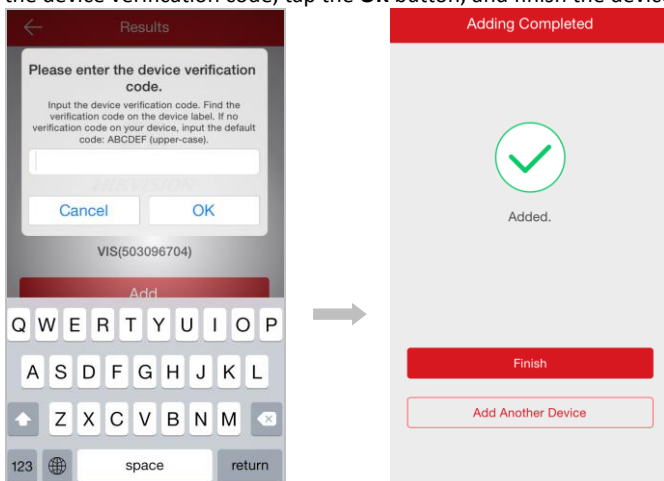 the device verification code, tap the OK button, and finish the device
Results
Please enter the device verification
code.
Input the device verification code. Find the
verification code on the device label. If no
verification code on your device, input the default
code: ABCDEF (upper-case).
HIKVISION
Cancel OK
VIS(503096704)
Add
Q W E R T Y U I O P
A S D F G H J K L
Z X C V B N M
123 space return
Adding Completed
Added.
Finish
Add Another Device